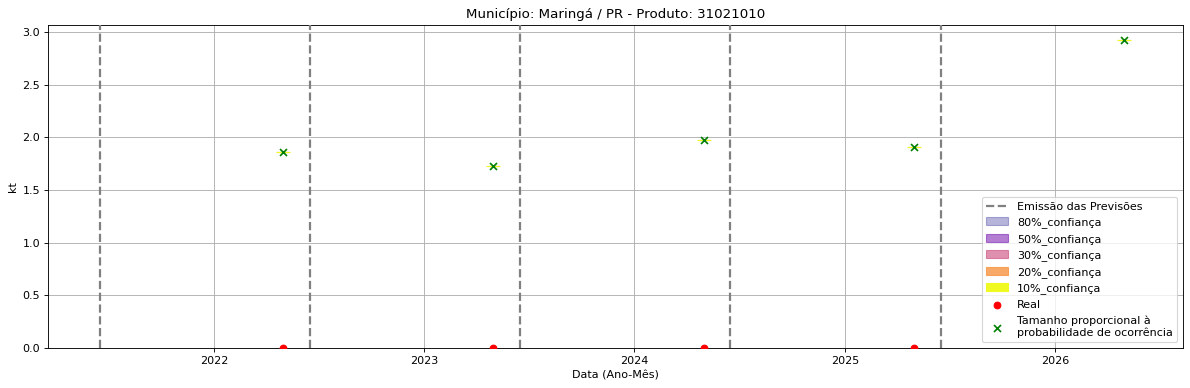 Município: Maringá / PR - Produto: 31021010
3.0
2.5
2.0
1.5
1.0
0.5
0.0
kt
2022
2023
2024
2025
2026
Data (Ano-Mês)
Emissão das Previsões
80%_confiança
50%_confiança
30%_confiança
20%_confiança
10%_confiança
Real
Tamanho proporcional à
probabilidade de ocorrência